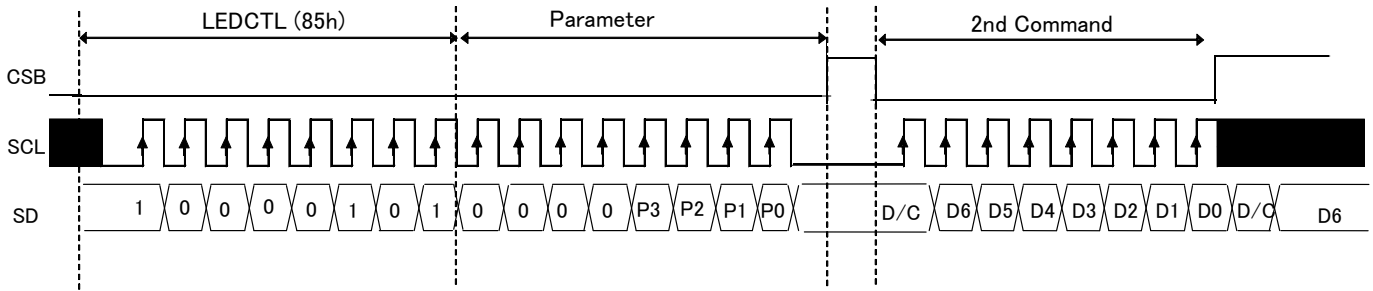 LEDCTL (85h) Parameter 2nd Command
CSB
SCL
SD 1 0 0 0 0 1 0 1 0 0 0 0 P3 P2 P1 P0 D/C D6 D5 D4 D3 D2 D1 D0 D/C D6